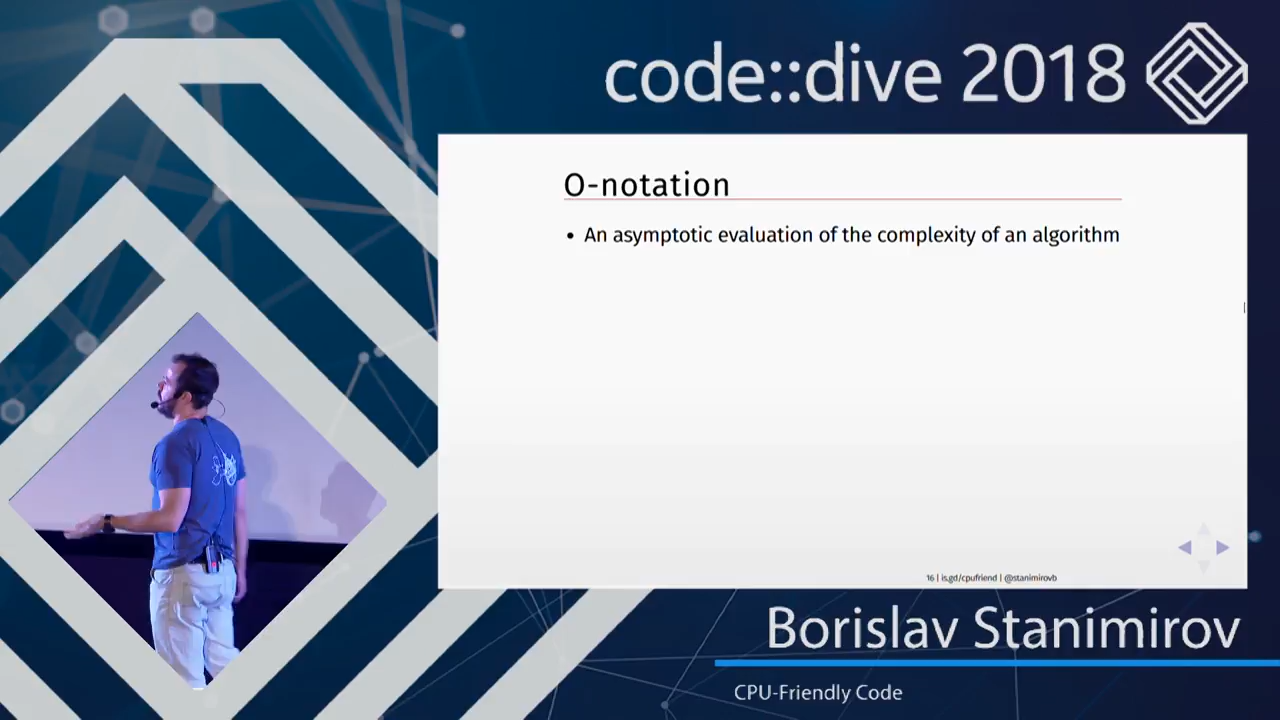 code::dive 2018
O-notation
• An asymptotic evaluation of the complexity of an algorithm
16 | is.gd/cpufriend | @stanimirovb
Borislav Stanimirov
CPU-Friendly Code